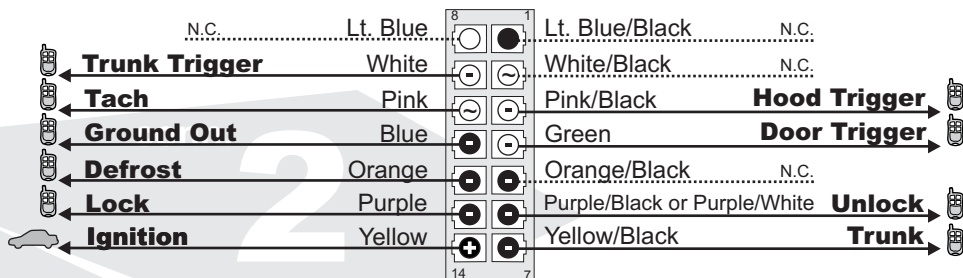 8 1
N.C. Lt. Blue Lt. Blue/Black N.C.
Trunk Trigger White White/Black N.C.
Tach Pink Pink/Black Hood Trigger
Ground Out Blue Green Door Trigger
Defrost Orange Orange/Black N.C.
Lock Purple Purple/Black or Purple/White Unlock
Ignition Yellow Yellow/Black Trunk
14 7
2